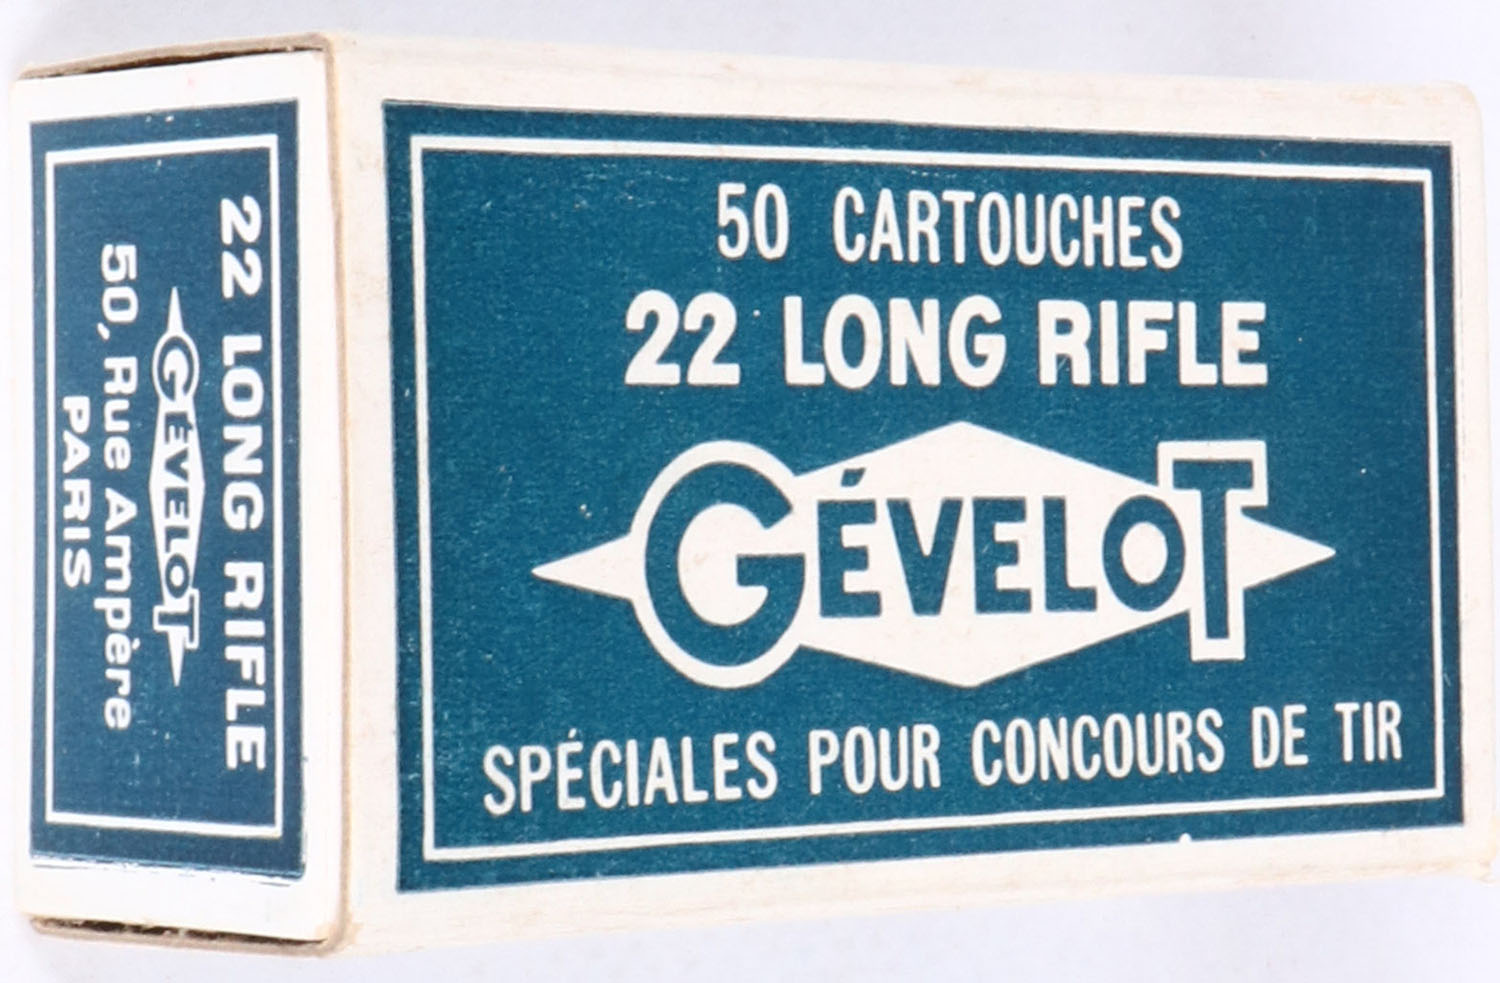 50 CARTOUCHES
22 LONG RIFLE
GÉVELOT
SPÉCIALES POUR CONCOURS DE TIR
22 LONG RIFLE
GÉVELOT
50, Rue Ampère
PARIS